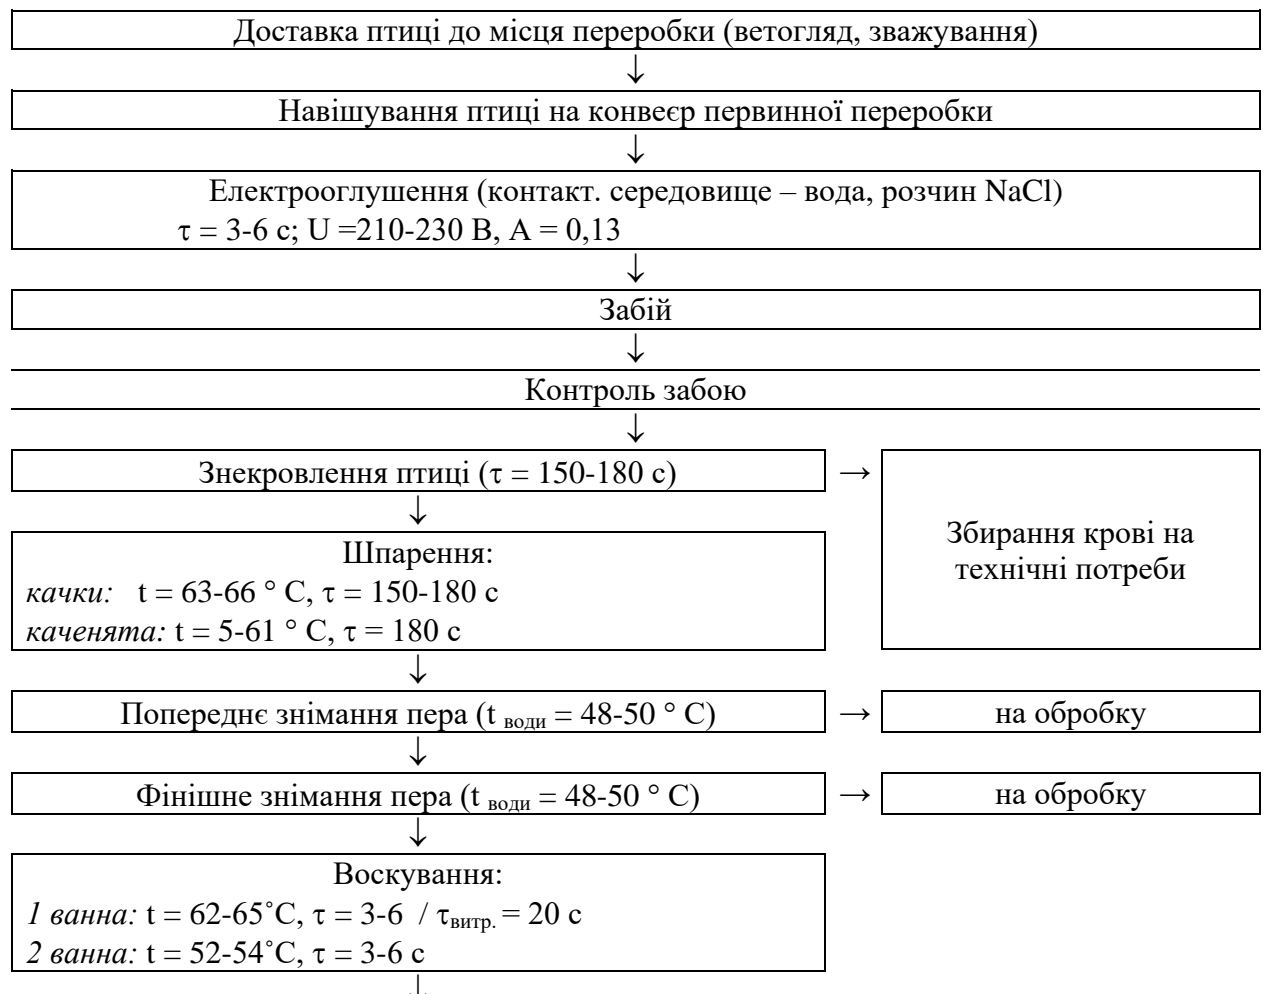 Доставка птиці до місця переробки (ветогляд, зважування)
↓
Навішування птиці на конвеєр первинної переробки
↓
Електрооглушення (контакт. середовище – вода, розчин NaCl)
τ = 3-6 с; U =210-230 В, А = 0,13
↓
Забій
↓
Контроль забою
↓
Знекровлення птиці (τ = 150-180 с) →
Збирання крові на
технічні потреби
↓
Шпарення:
качки: t = 63-66 ° С, τ = 150-180 с
каченята: t = 5-61 ° С, τ = 180 с
↓
Попереднє знімання пера (t води = 48-50 ° С) → на обробку
↓
Фінішне знімання пера (t води = 48-50 ° С) → на обробку
↓
Воскування:
1 ванна: t = 62-65˚С, τ = 3-6 / τвитр. = 20 с
2 ванна: t = 52-54˚С, τ = 3-6 с
↓